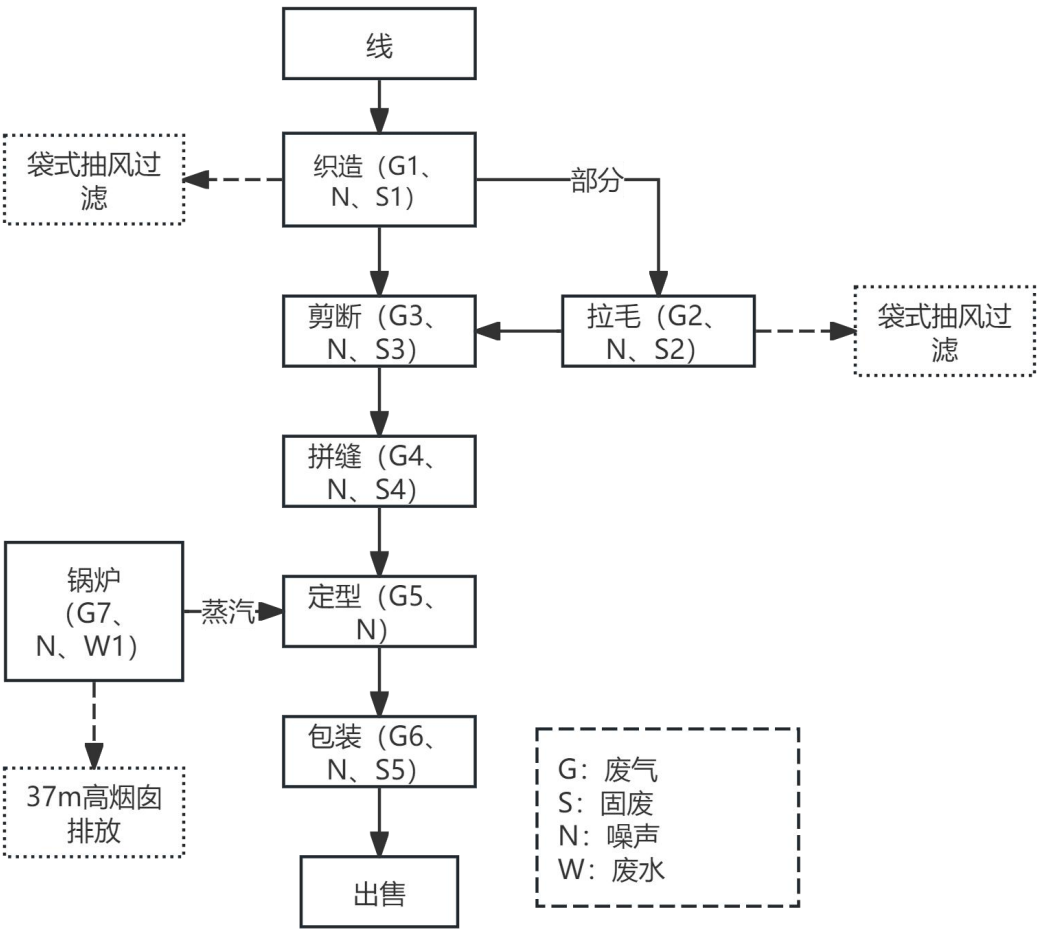 线
袋式抽风过
滤
织造（G1、
N、S1）
部分
剪断（G3、
N、S3）
拉毛（G2、
N、S2）
袋式抽风过
滤
拼缝（G4、
N、S4）
锅炉
（G7、
N、W1）
蒸汽
定型（G5、
N）
37m高烟囱
排放
包装（G6、
N、S5）
G：废气
S：固废
N：噪声
W：废水
出售